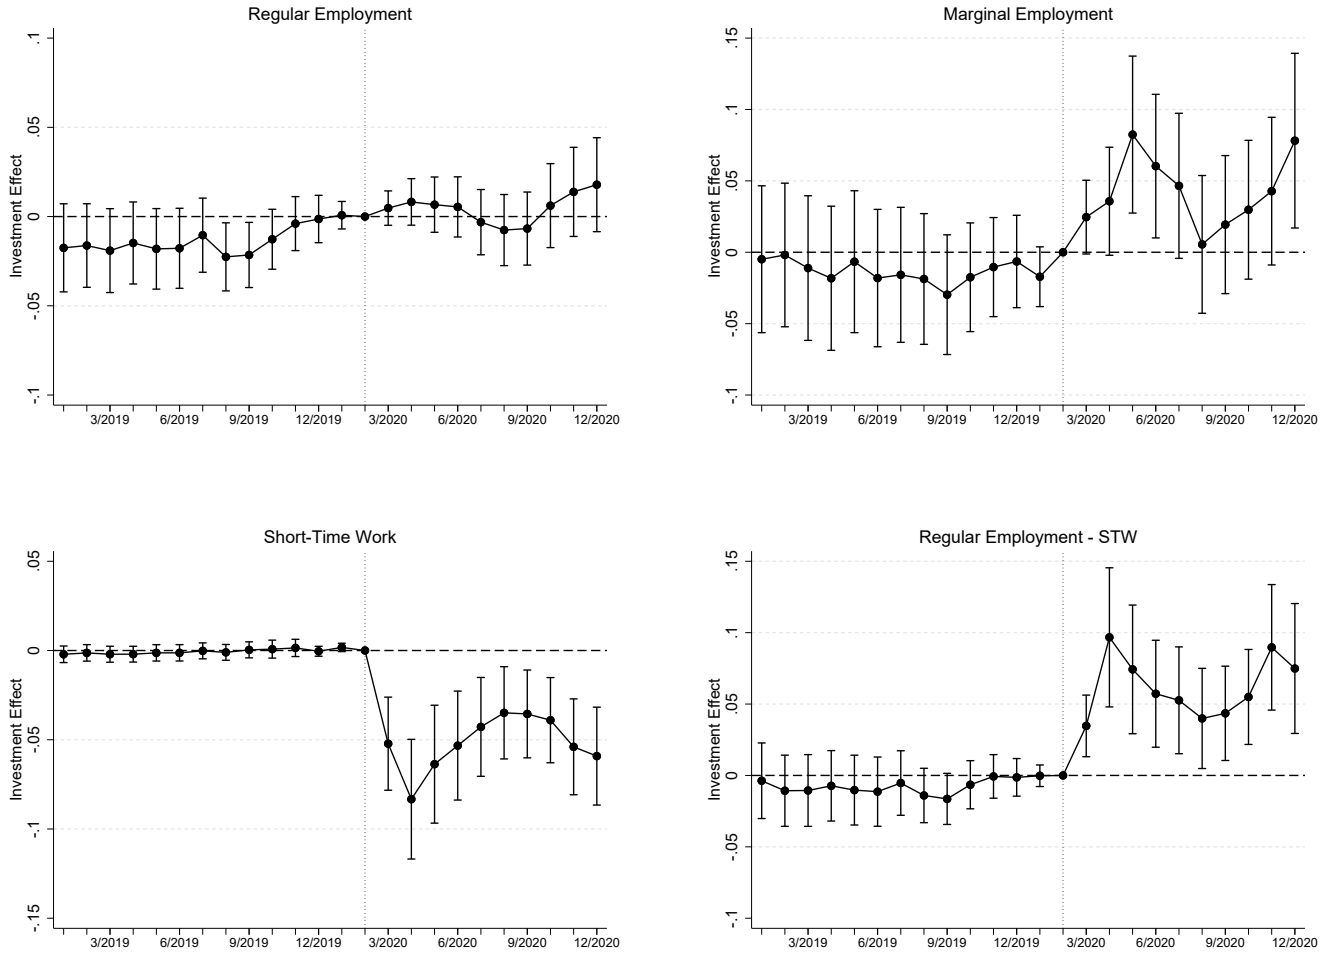 Regular Employment
Investment Effect
.1
.05
0
-.05
-.1
3/2019 6/2019 9/2019 12/2019 3/2020 6/2020 9/2020 12/2020
Marginal Employment
Investment Effect
.15
.1
.05
0
-.05
-.1
3/2019 6/2019 9/2019 12/2019 3/2020 6/2020 9/2020 12/2020
Short-Time Work
Investment Effect
.05
0
-.05
-.1
-.15
3/2019 6/2019 9/2019 12/2019 3/2020 6/2020 9/2020 12/2020
Regular Employment - STW
Investment Effect
.15
.1
.05
0
-.05
-.1
3/2019 6/2019 9/2019 12/2019 3/2020 6/2020 9/2020 12/2020